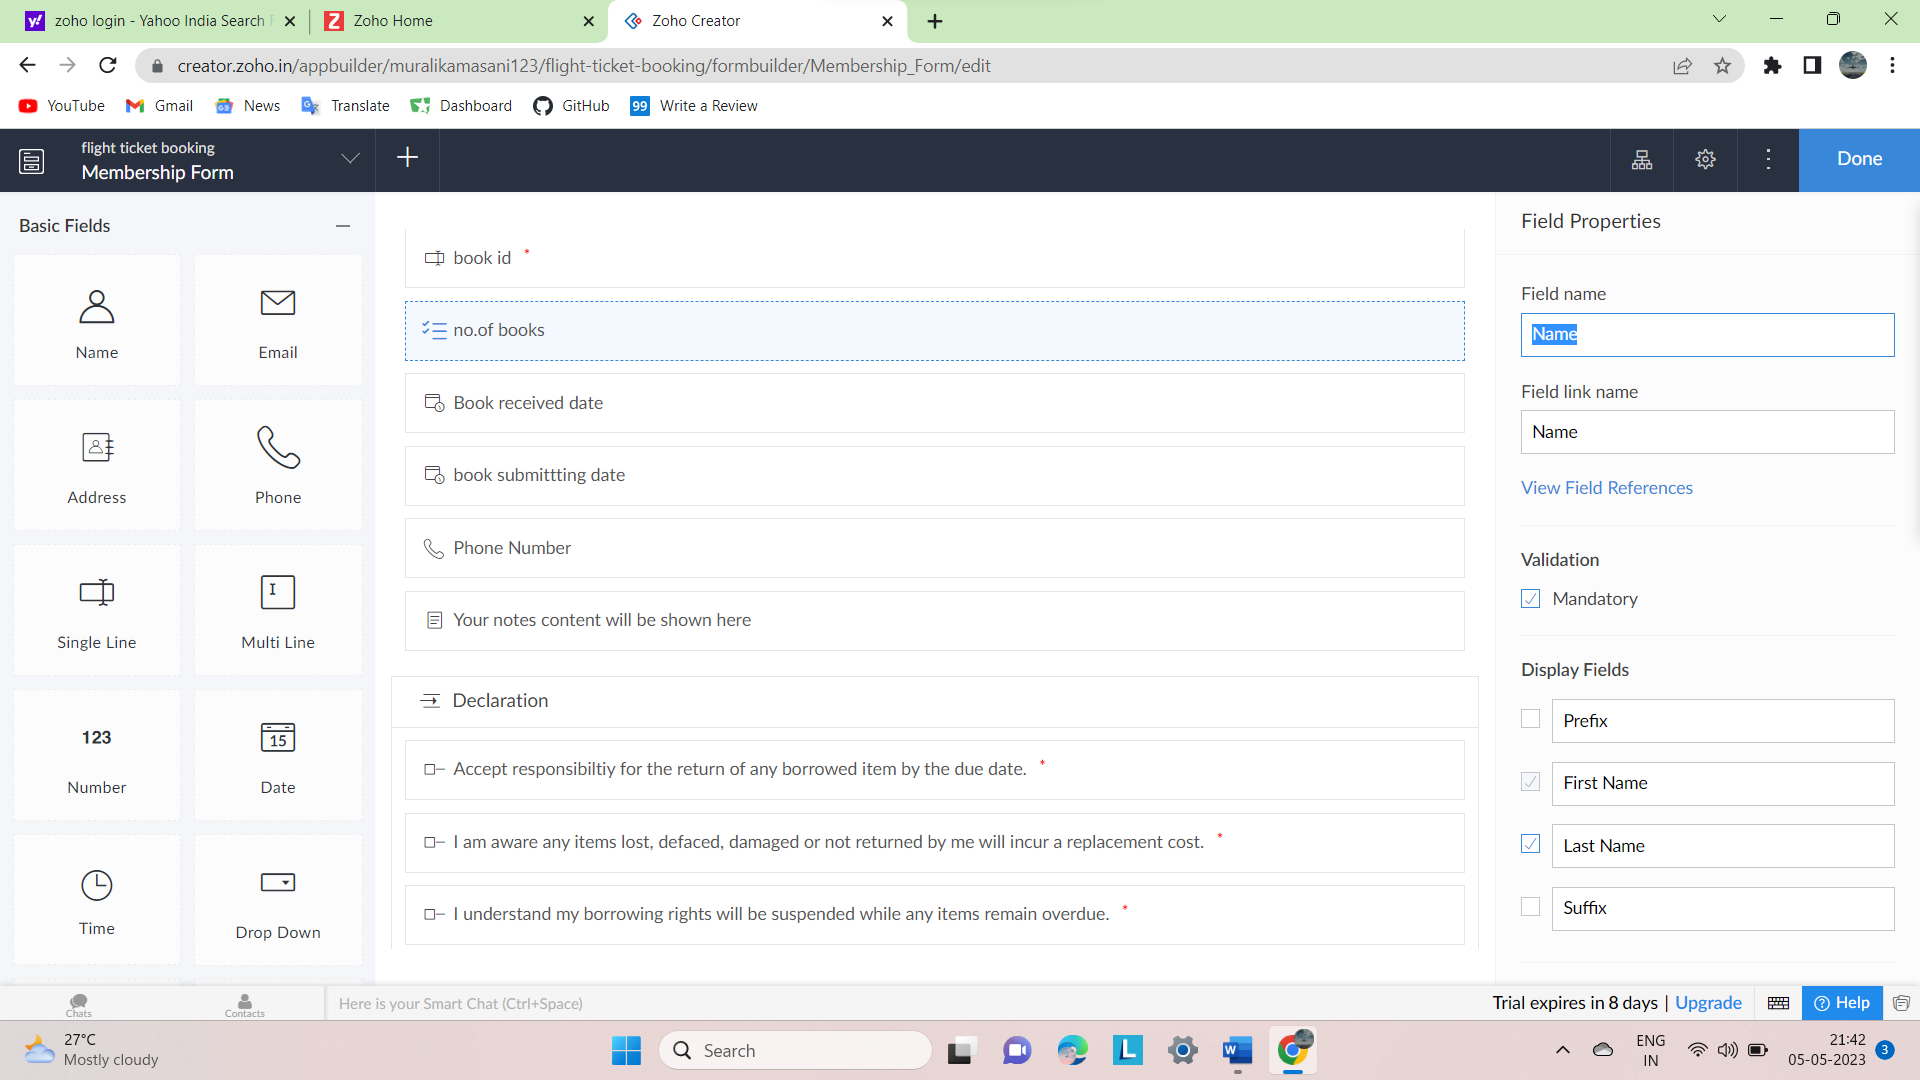 zoho login - Yahoo India Search
Zoho Home
Zoho Creator
creator.zoho.in/appbuilder/muralikamasani123/flight-ticket-booking/formbuilder/Membership_Form/edit
YouTube
Gmail
News
Translate
Dashboard
GitHub
99
Write a Review
flight ticket booking
Membership Form
Done
Basic Fields
Name
Email
Address
Phone
Single Line
Multi Line
123
Number
15
Date
Time
Drop Down
book id *
no.of books
Book received date
book submittting date
Phone Number
Your notes content will be shown here
Declaration
Accept responsibiltiy for the return of any borrowed item by the due date. *
I am aware any items lost, defaced, damaged or not returned by me will incur a replacement cost. *
I understand my borrowing rights will be suspended while any items remain overdue. *
Field Properties
Field name
Name
Field link name
Name
View Field References
Validation
Mandatory
Display Fields
Prefix
First Name
Last Name
Suffix
Chats
Contacts
Here is your Smart Chat (Ctrl+Space)
Trial expires in 8 days | Upgrade
Help
27°C
Mostly cloudy
Search
ENG
IN
21:42
05-05-2023
3